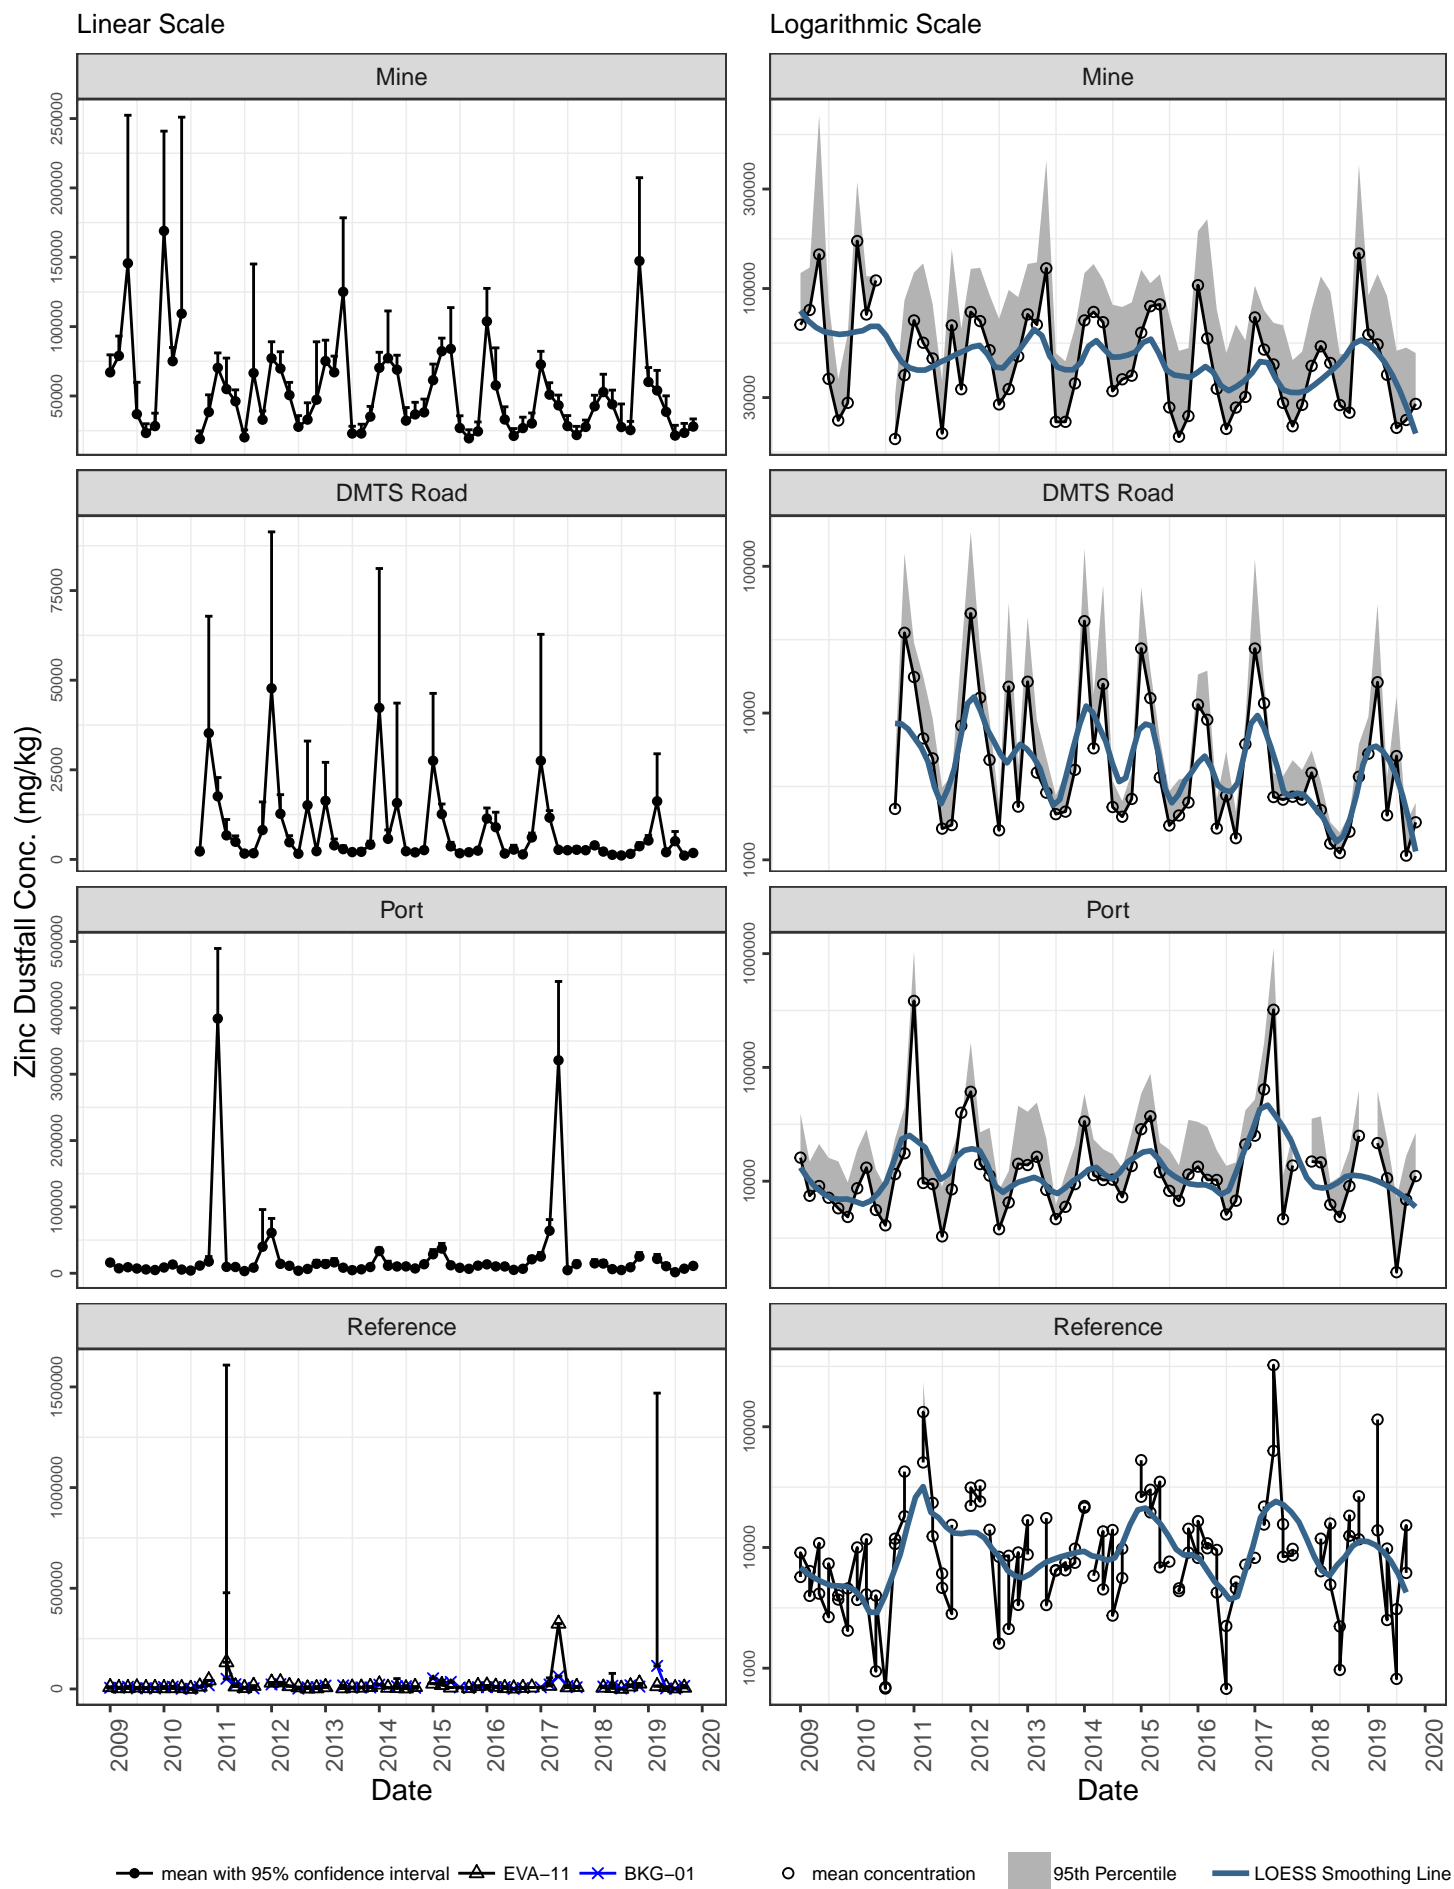 Linear Scale
Logarithmic Scale
Mine
Mine
250000
200000
150000
100000
50000
300000
100000
30000
DMTS Road
DMTS Road
75000
50000
25000
0
100000
10000
1000
Zinc Dustfall Conc. (mg/kg)
Port
Port
500000
400000
300000
200000
100000
0
1000000
100000
10000
Reference
Reference
1500000
1000000
500000
0
100000
10000
1000
2009 2010 2011 2012 2013 2014 2015 2016 2017 2018 2019 2020
2009 2010 2011 2012 2013 2014 2015 2016 2017 2018 2019 2020
Date
Date
mean with 95% confidence interval EVA−11 BKG−01
mean concentration 95th Percentile LOESS Smoothing Line